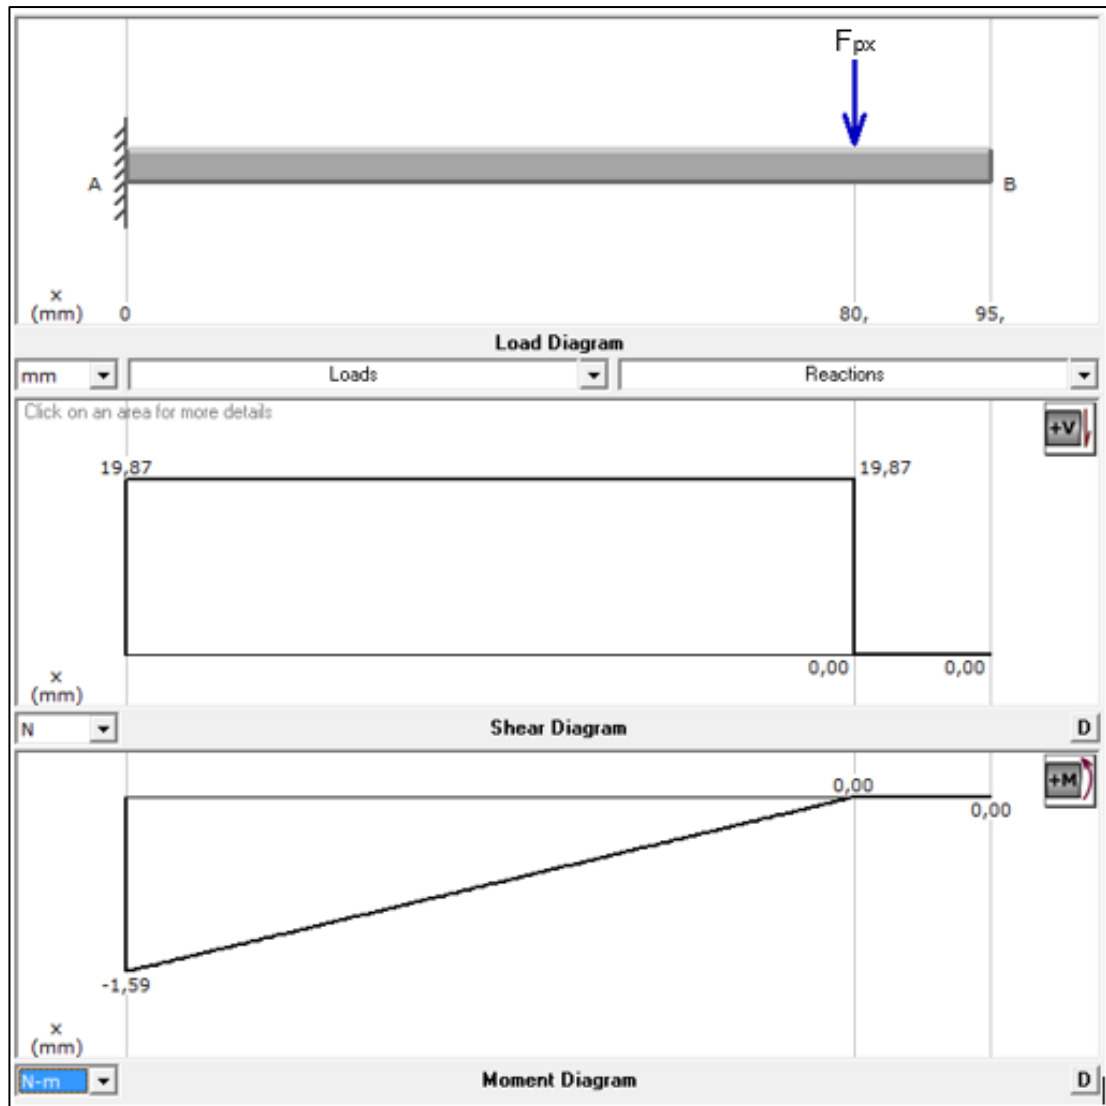 Fpx
A
B
x
(mm) 0 80, 95,
Load Diagram
mm Loads Reactions
Click on an area for more details
+V
19,87 19,87
0,00 0,00
x
(mm)
N Shear Diagram D
+M
0,00
0,00
-1,59
x
(mm)
N-m Moment Diagram D